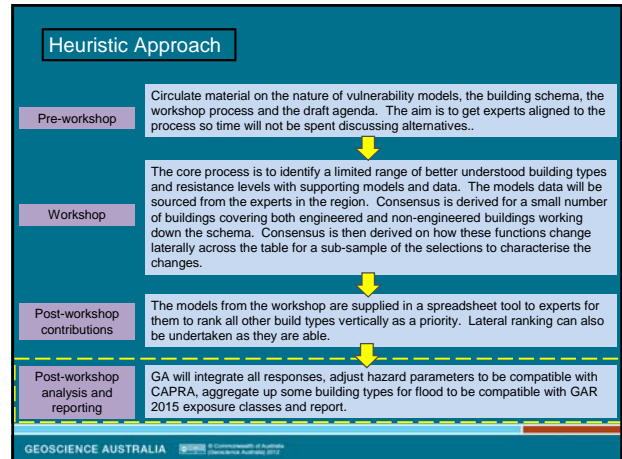 Heuristic Approach
Pre-workshop
Circulate material on the nature of vulnerability models, the building schema, the
workshop process and the draft agenda. The aim is to get experts aligned to the
process so time will not be spent discussing alternatives..
Workshop
The core process is to identify a limited range of better understood building types
and resistance levels with supporting models and data. The models data will be
sourced from the experts in the region. Consensus is derived for a small number
of buildings covering both engineered and non-engineered buildings working
down the schema. Consensus is then derived on how these functions change
laterally across the table for a sub-sample of the selections to characterise the
changes.
Post-workshop
contributions
The models from the workshop are supplied in a spreadsheet tool to experts for
them to rank all other build types vertically as a priority. Lateral ranking can also
be undertaken as they are able.
Post-workshop
analysis and
reporting
GA will integrate all responses, adjust hazard parameters to be compatible with
CAPRA, aggregate up some building types for flood to be compatible with GAR
2015 exposure classes and report.
GEOSCIENCE AUSTRALIA
© Commonwealth of Australia
(Geoscience Australia) 2012